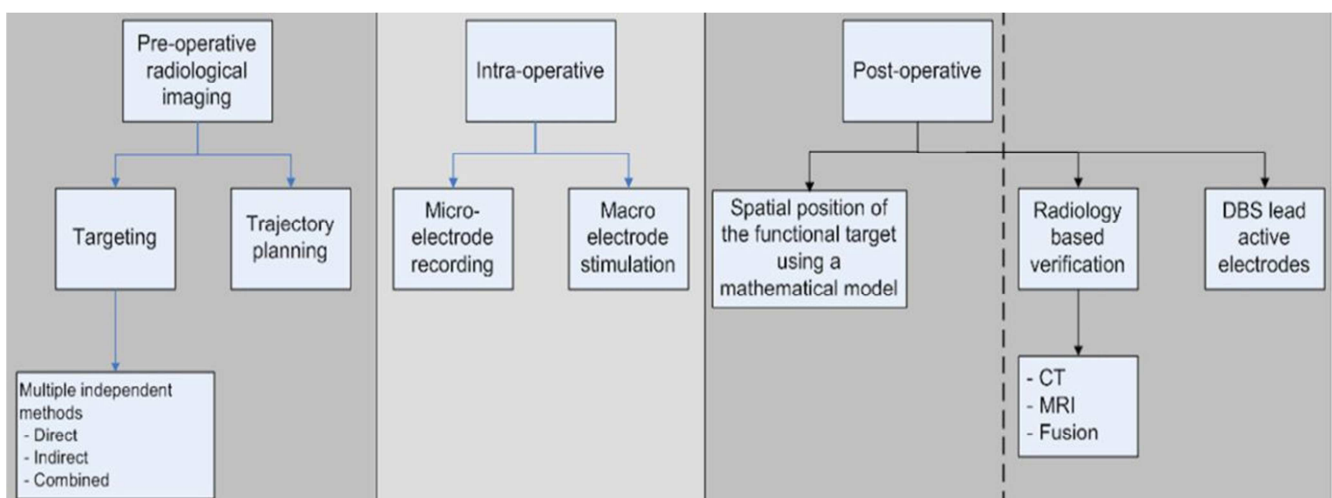 Pre-operative
radiological
imaging
Targeting
Trajectory
planning
Multiple independent
methods
- Direct
- Indirect
- Combined
Intra-operative
Micro-
electrode
recording
Macro
electrode
stimulation
Post-operative
Spatial position of
the functional target
using a
mathematical model
Radiology
based
verification
- CT
- MRI
- Fusion
DBS lead
active
electrodes